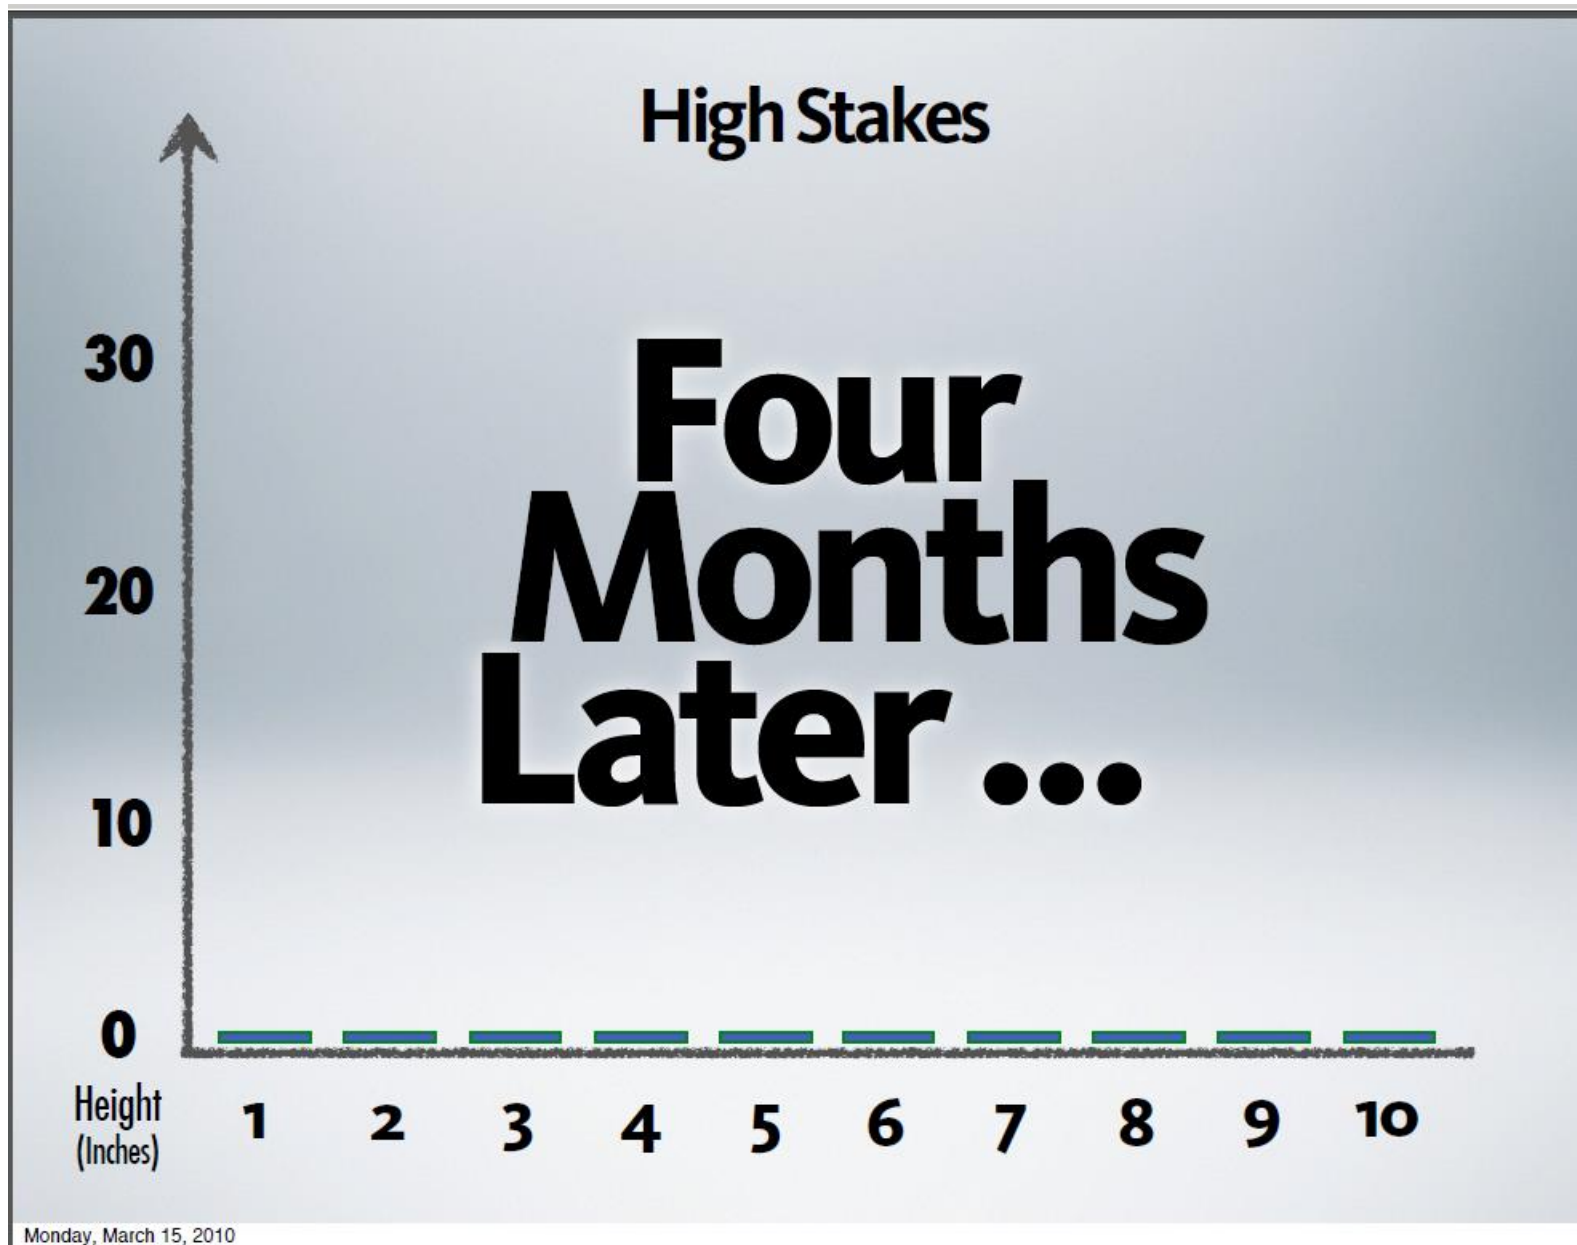 High Stakes
30
Four
Months
20
Later ...
10
0
Height
(Inches)
1 2 3 4 5 6 7 8 9 10
Monday, March 15, 2010